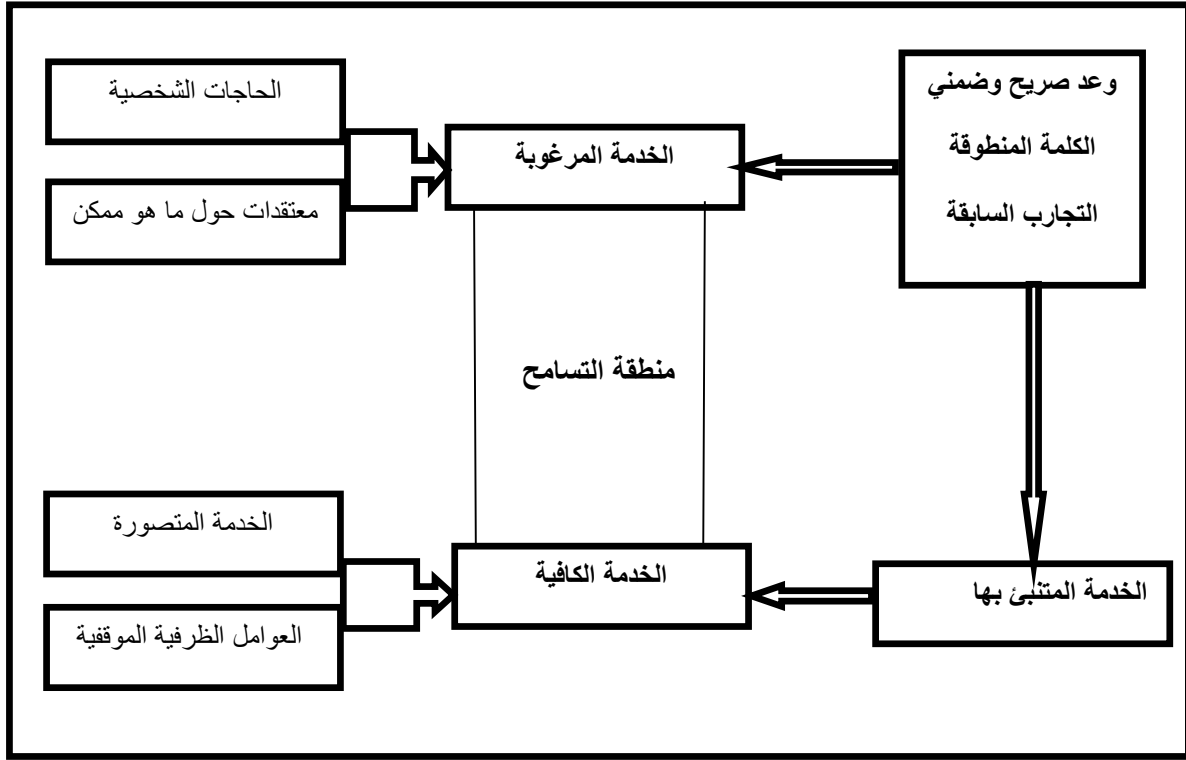 وعد صريح وضمني
الكلمة المنطوقة
التجارب السابقة
الحاجات الشخصية
الخدمة المرغوبة
معتقدات حول ما هو ممكن
منطقة التسامح
الخدمة المتصورة
الخدمة الكافية
الخدمة المتنبئ بها
العوامل الظرفية الموقفية